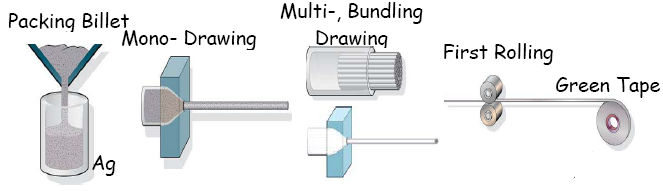 Packing Billet
Ag
Mono- Drawing
Multi-, Bundling
Drawing
First Rolling
Green Tape